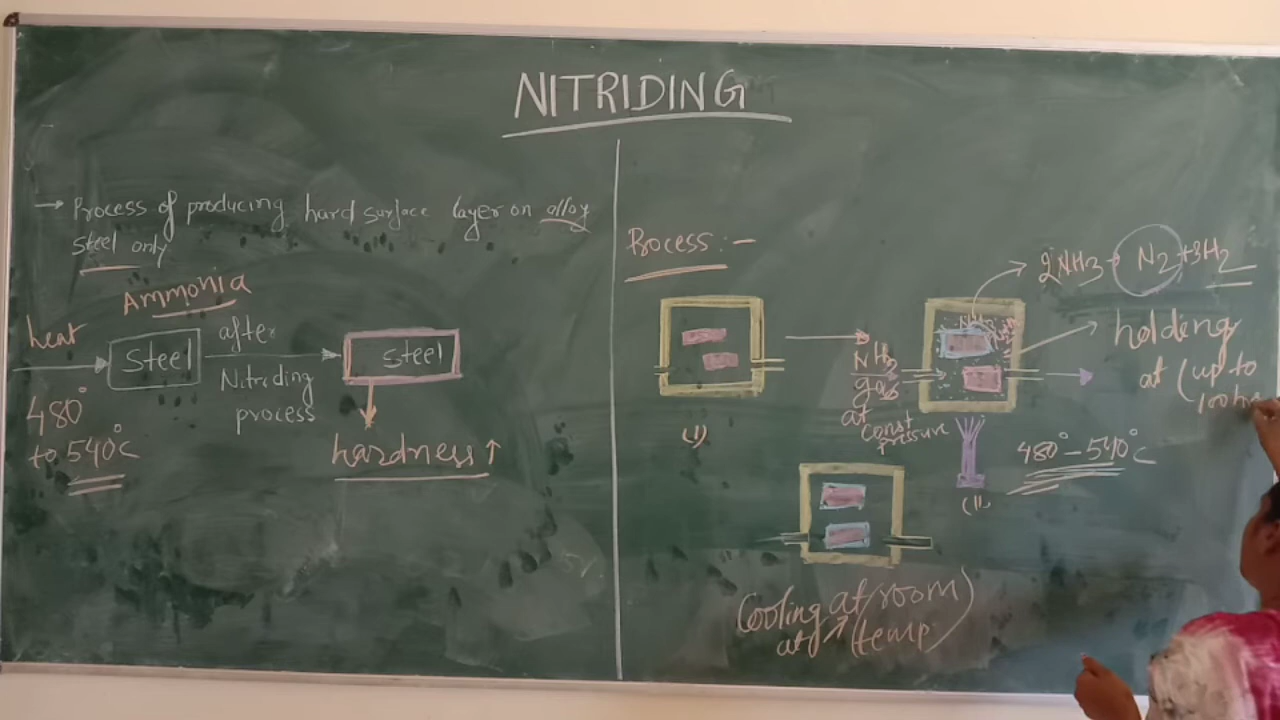 NITRIDING
→ Process of producing hard surface layer on alloy
steel only
Ammonia
heat
480°
to 540°c
Steel
after
Nitriding
process
steel
hardness ↑
Process :-
(I)
NH3
gas
at
const
pressure
2NH3 → N2 + 3H2
holding
at (up to
100 hrs
480° - 540°c
(II
Cooling at room
at temp